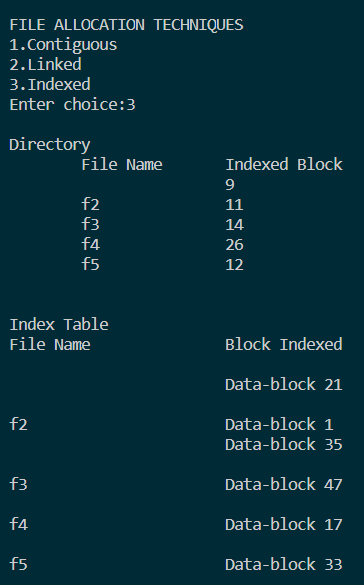 FILE ALLOCATION TECHNIQUES
1.Contiguous
2.Linked
3.Indexed
Enter choice:3
Directory
File Name Indexed Block
9
f2 11
f3 14
f4 26
f5 12
Index Table
File Name Block Indexed
Data-block 21
f2 Data-block 1
Data-block 35
f3 Data-block 47
f4 Data-block 17
f5 Data-block 33